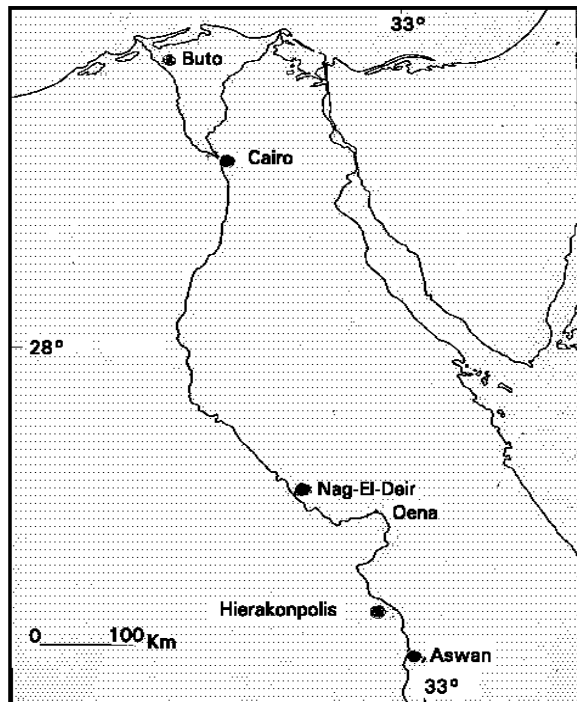 33°
Buto
Cairo
28°
Nag-El-Deir
Oena
Hierakonpolis
0 100 Km
Aswan
33°